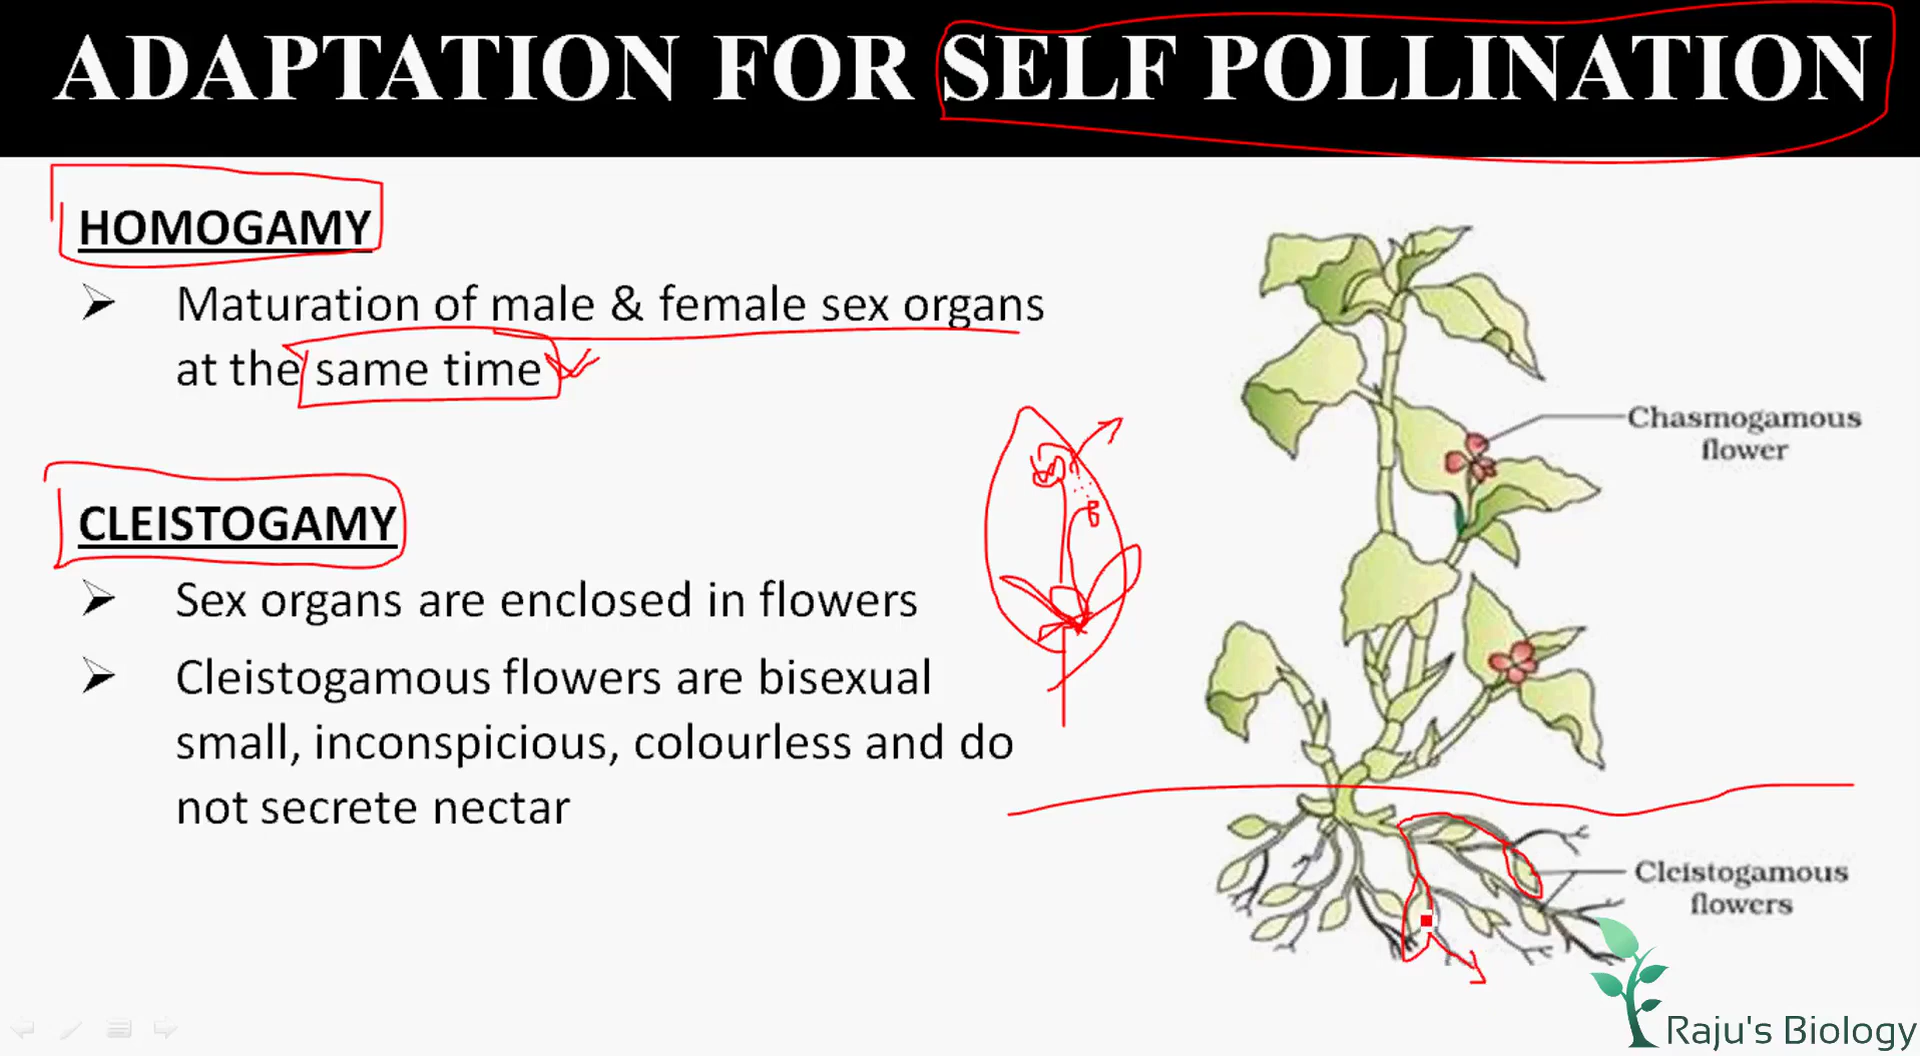 ADAPTATION FOR SELF POLLINATION
HOMOGAMY
➢ Maturation of male & female sex organs
at the same time
CLEISTOGAMY
➢ Sex organs are enclosed in flowers
➢ Cleistogamous flowers are bisexual
small, inconspicious, colourless and do
not secrete nectar
Chasmogamous
flower
Cleistogamous
flowers
Raju's Biology